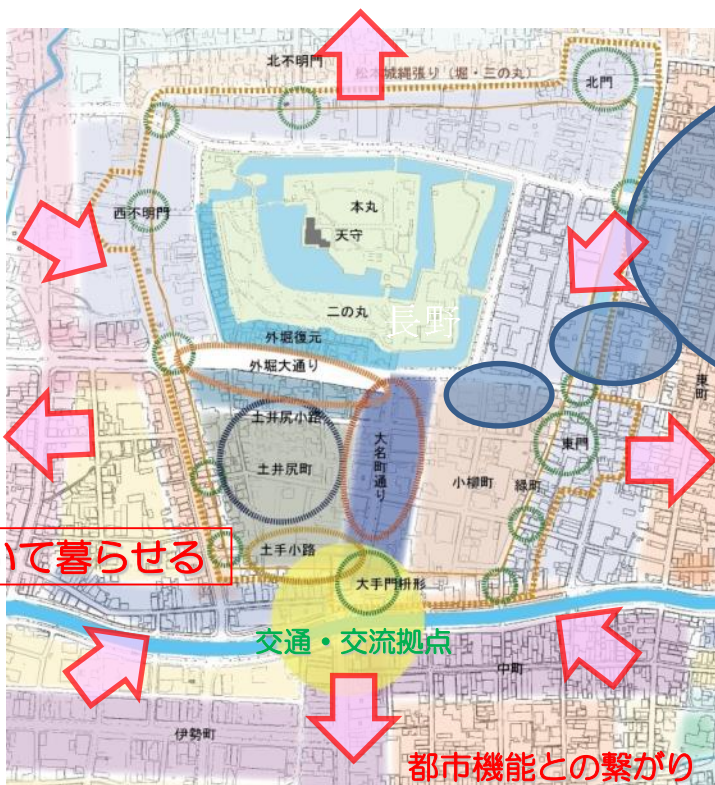 北不明門
松本城縄張り（堀・三の丸）
北門
西不明門
本丸
天守
二の丸
長野
外堀復元
外堀大通り
東町
土井尻小路
大名町通り
土井尻町
小柳町
緑町
東門
いて暮らせる
土手小路
大手門枡形
交通・交流拠点
中町
伊勢町
都市機能との繋がり